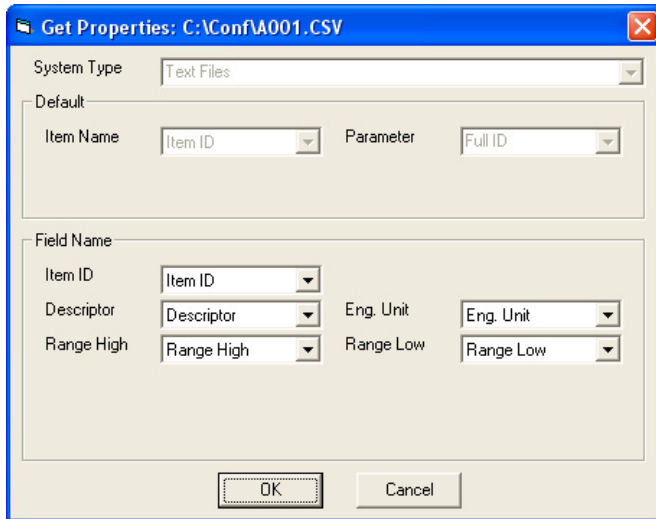 Get Properties: C:\Conf\A001.CSV
System Type Text Files
Default
Item Name Item ID Parameter Full ID
Field Name
Item ID Item ID
Descriptor Descriptor Eng. Unit Eng. Unit
Range High Range High Range Low Range Low
OK Cancel